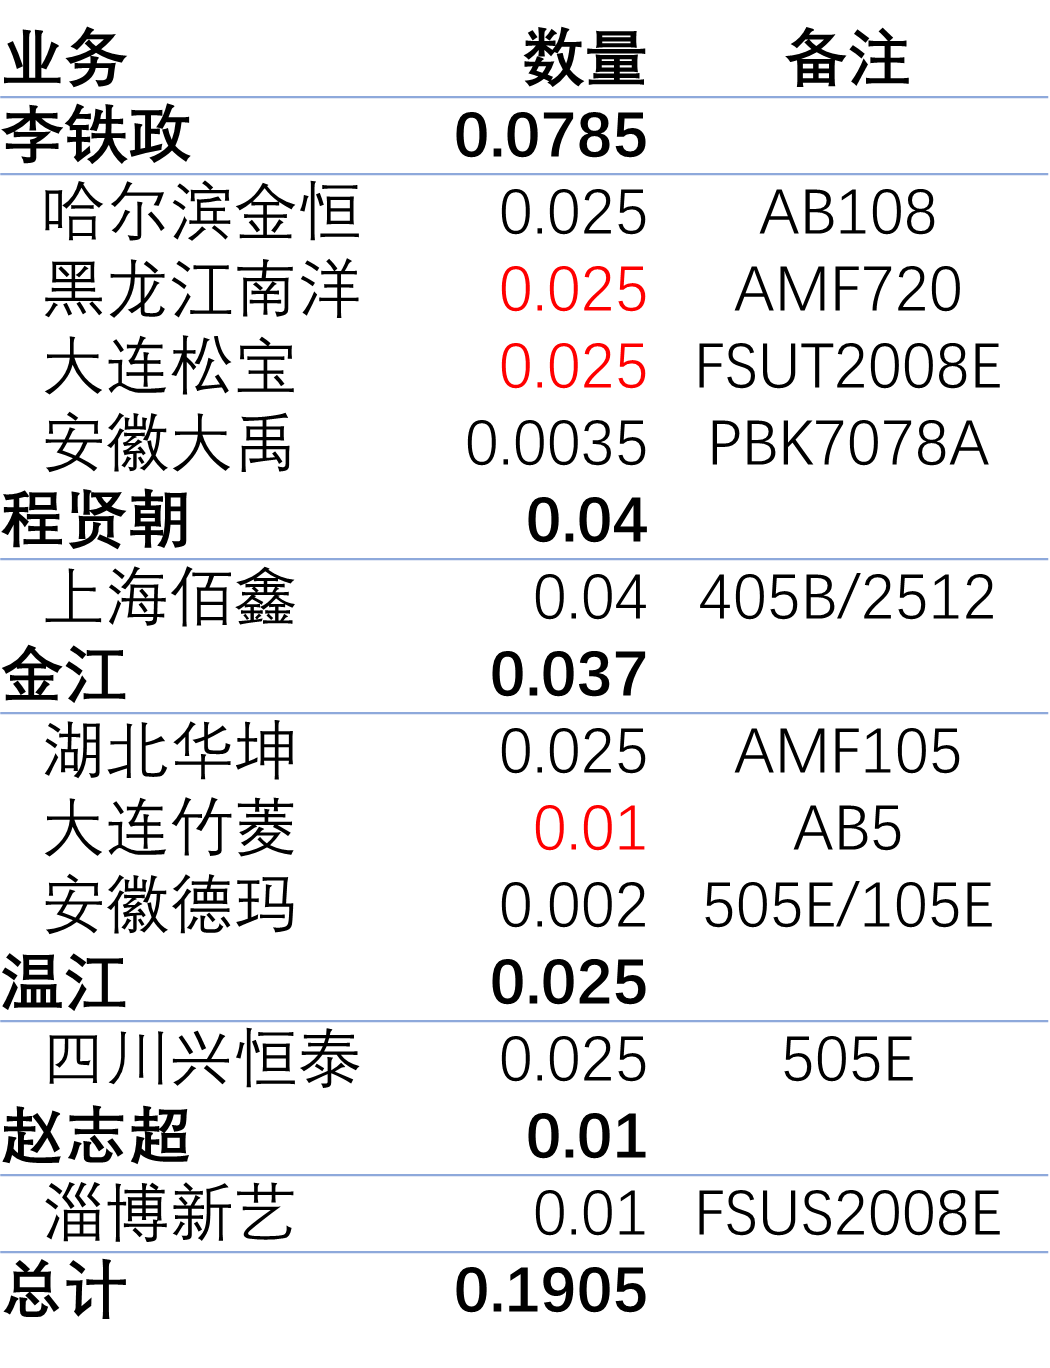 业务 数量 备注
李铁政 0.0785
哈尔滨金恒 0.025 AB108
黑龙江南洋 0.025 AMF720
大连松宝 0.025 FSUT2008E
安徽大禹 0.0035 PBK7078A
程贤朝 0.04
上海佰鑫 0.04 405B/2512
金江 0.037
湖北华坤 0.025 AMF105
大连竹菱 0.01 AB5
安徽德玛 0.002 505E/105E
温江 0.025
四川兴恒泰 0.025 505E
赵志超 0.01
淄博新艺 0.01 FSUS2008E
总计 0.1905